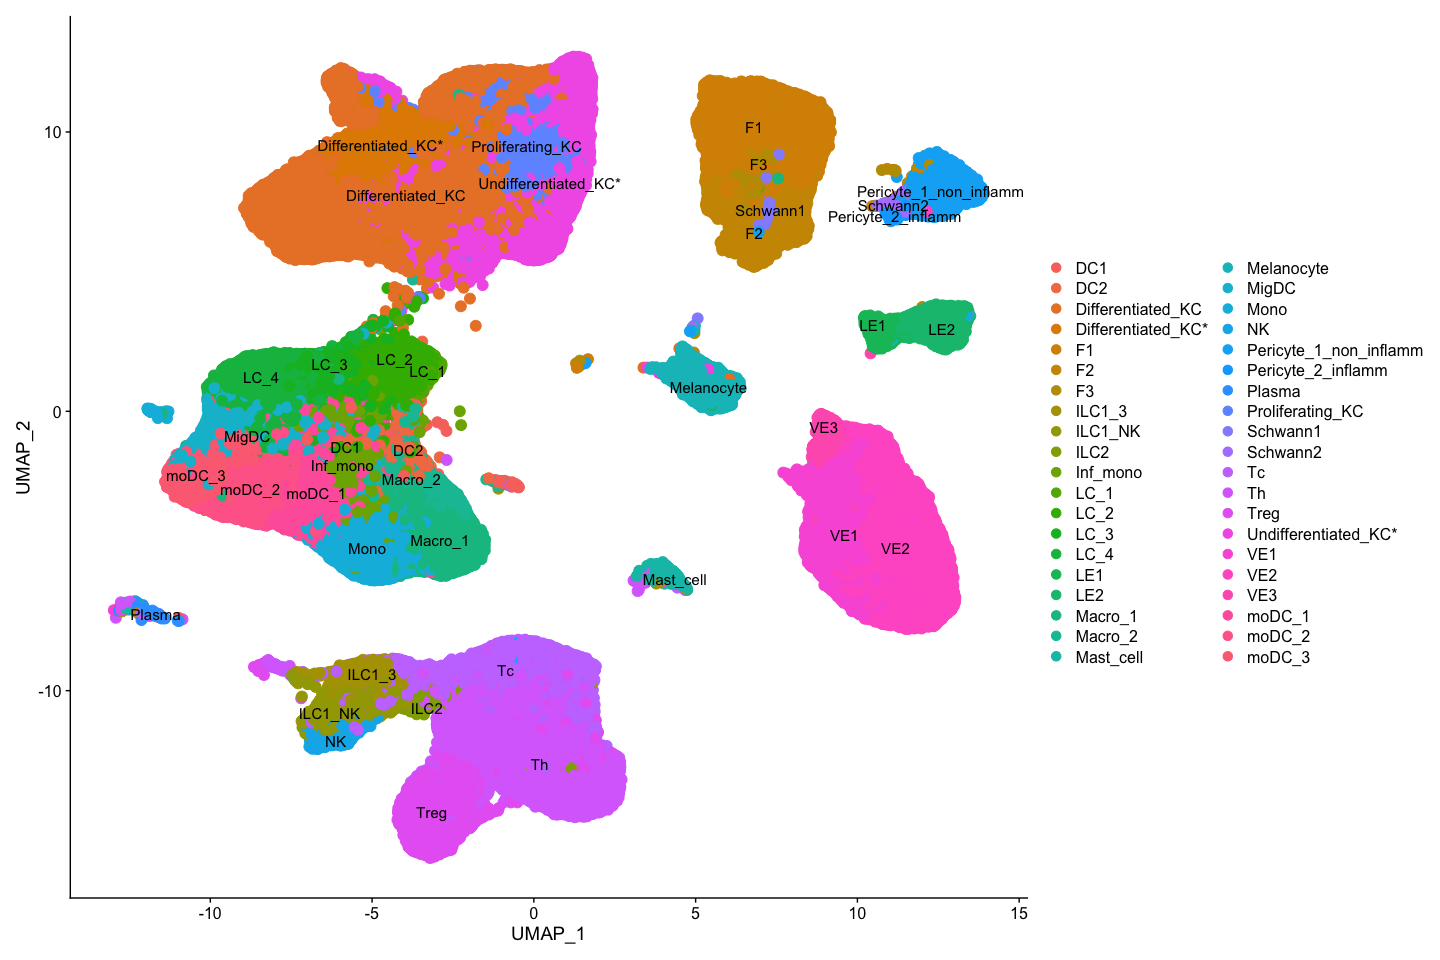 10
0
-10
UMAP_2
Differentiated_KC*
Proliferating_KC
Undifferentiated_KC*
Differentiated_KC
F1
F3
Schwann1
F2
Pericyte_1_non_inflamm
Schwann2
Pericyte_2_inflamm
LE1
LE2
LC_2
LC_3
LC_1
LC_4
Melanocyte
MigDC
DC1
DC2
Inf_mono
moDC_3
Macro_2
moDC_2
moDC_1
VE3
Mono
Macro_1
VE1
VE2
Mast_cell
Plasma
Tc
ILC1_3
ILC2
ILC1_NK
NK
Th
Treg
-10
-5
0
5
10
15
UMAP_1
DC1
DC2
Differentiated_KC
Differentiated_KC*
F1
F2
F3
ILC1_3
ILC1_NK
ILC2
Inf_mono
LC_1
LC_2
LC_3
LC_4
LE1
LE2
Macro_1
Macro_2
Mast_cell
Melanocyte
MigDC
Mono
NK
Pericyte_1_non_inflamm
Pericyte_2_inflamm
Plasma
Proliferating_KC
Schwann1
Schwann2
Tc
Th
Treg
Undifferentiated_KC*
VE1
VE2
VE3
moDC_1
moDC_2
moDC_3